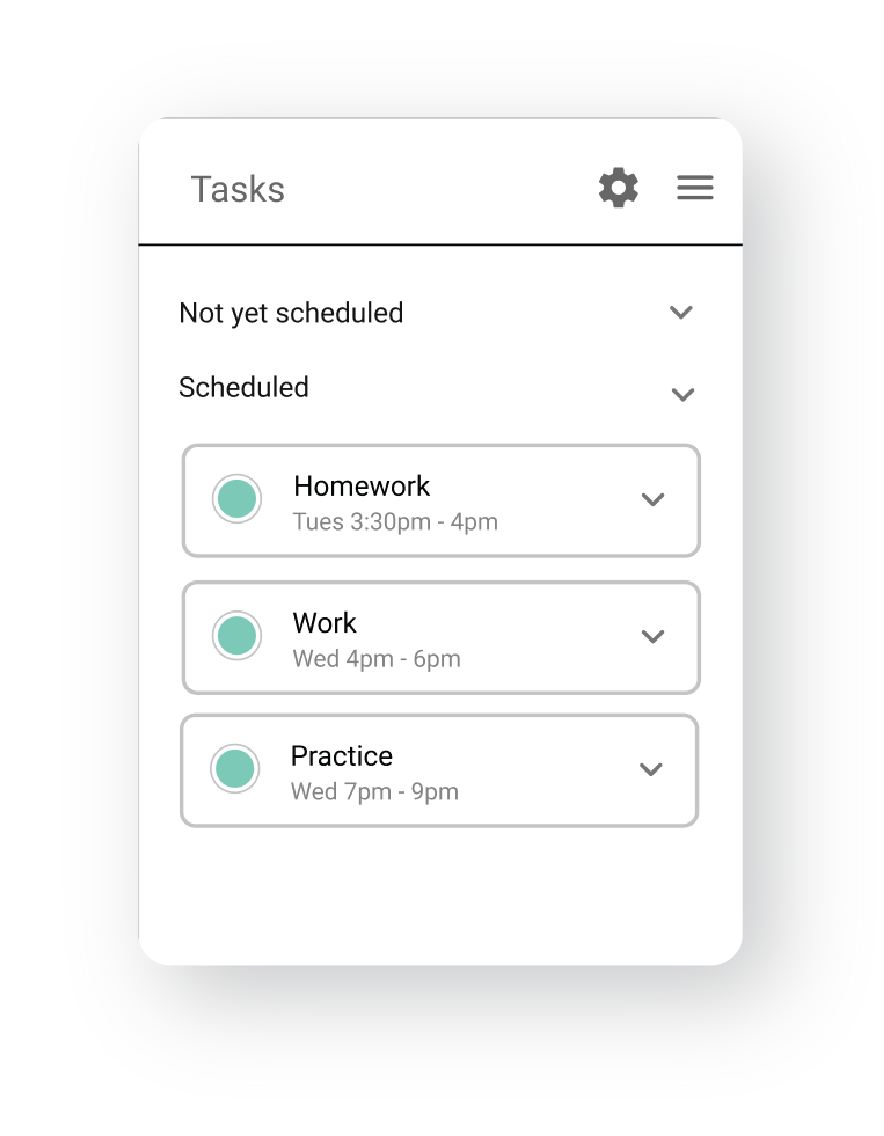 Tasks
Not yet scheduled
Scheduled
Homework
Tues 3:30pm - 4pm
Work
Wed 4pm - 6pm
Practice
Wed 7pm - 9pm